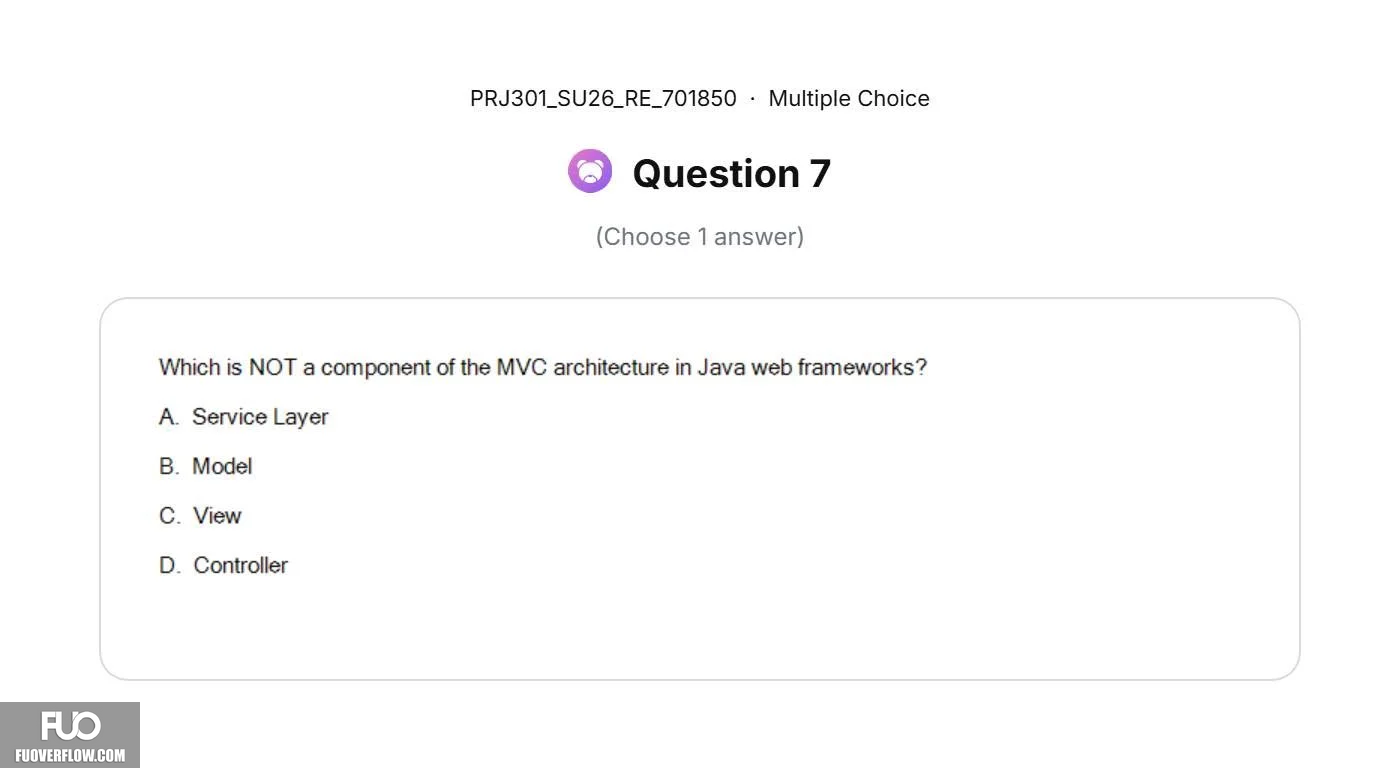 PRJ301_SU26_RE_701850 · Multiple Choice
Question 7
(Choose 1 answer)
Which is NOT a component of the MVC architecture in Java web frameworks?
A. Service Layer
B. Model
C. View
D. Controller
FUO
FUOVERFLOW.COM